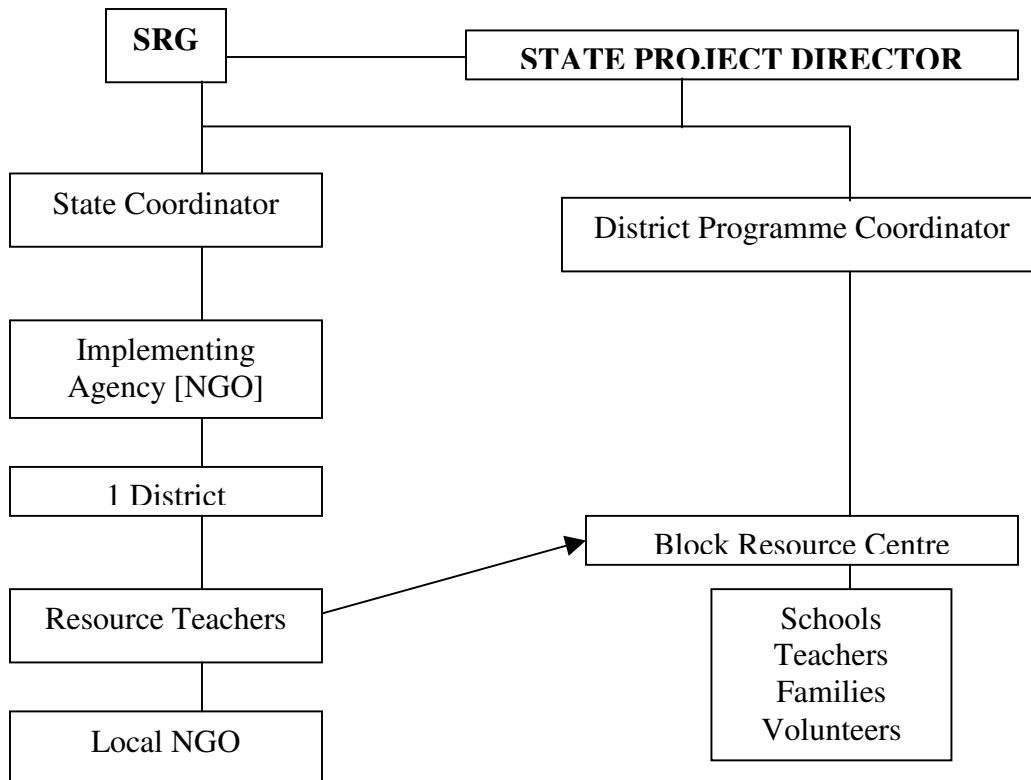 SRG
STATE PROJECT DIRECTOR
State Coordinator
District Programme Coordinator
Implementing
Agency [NGO]
1 District
Block Resource Centre
Resource Teachers
Schools
Teachers
Families
Volunteers
Local NGO